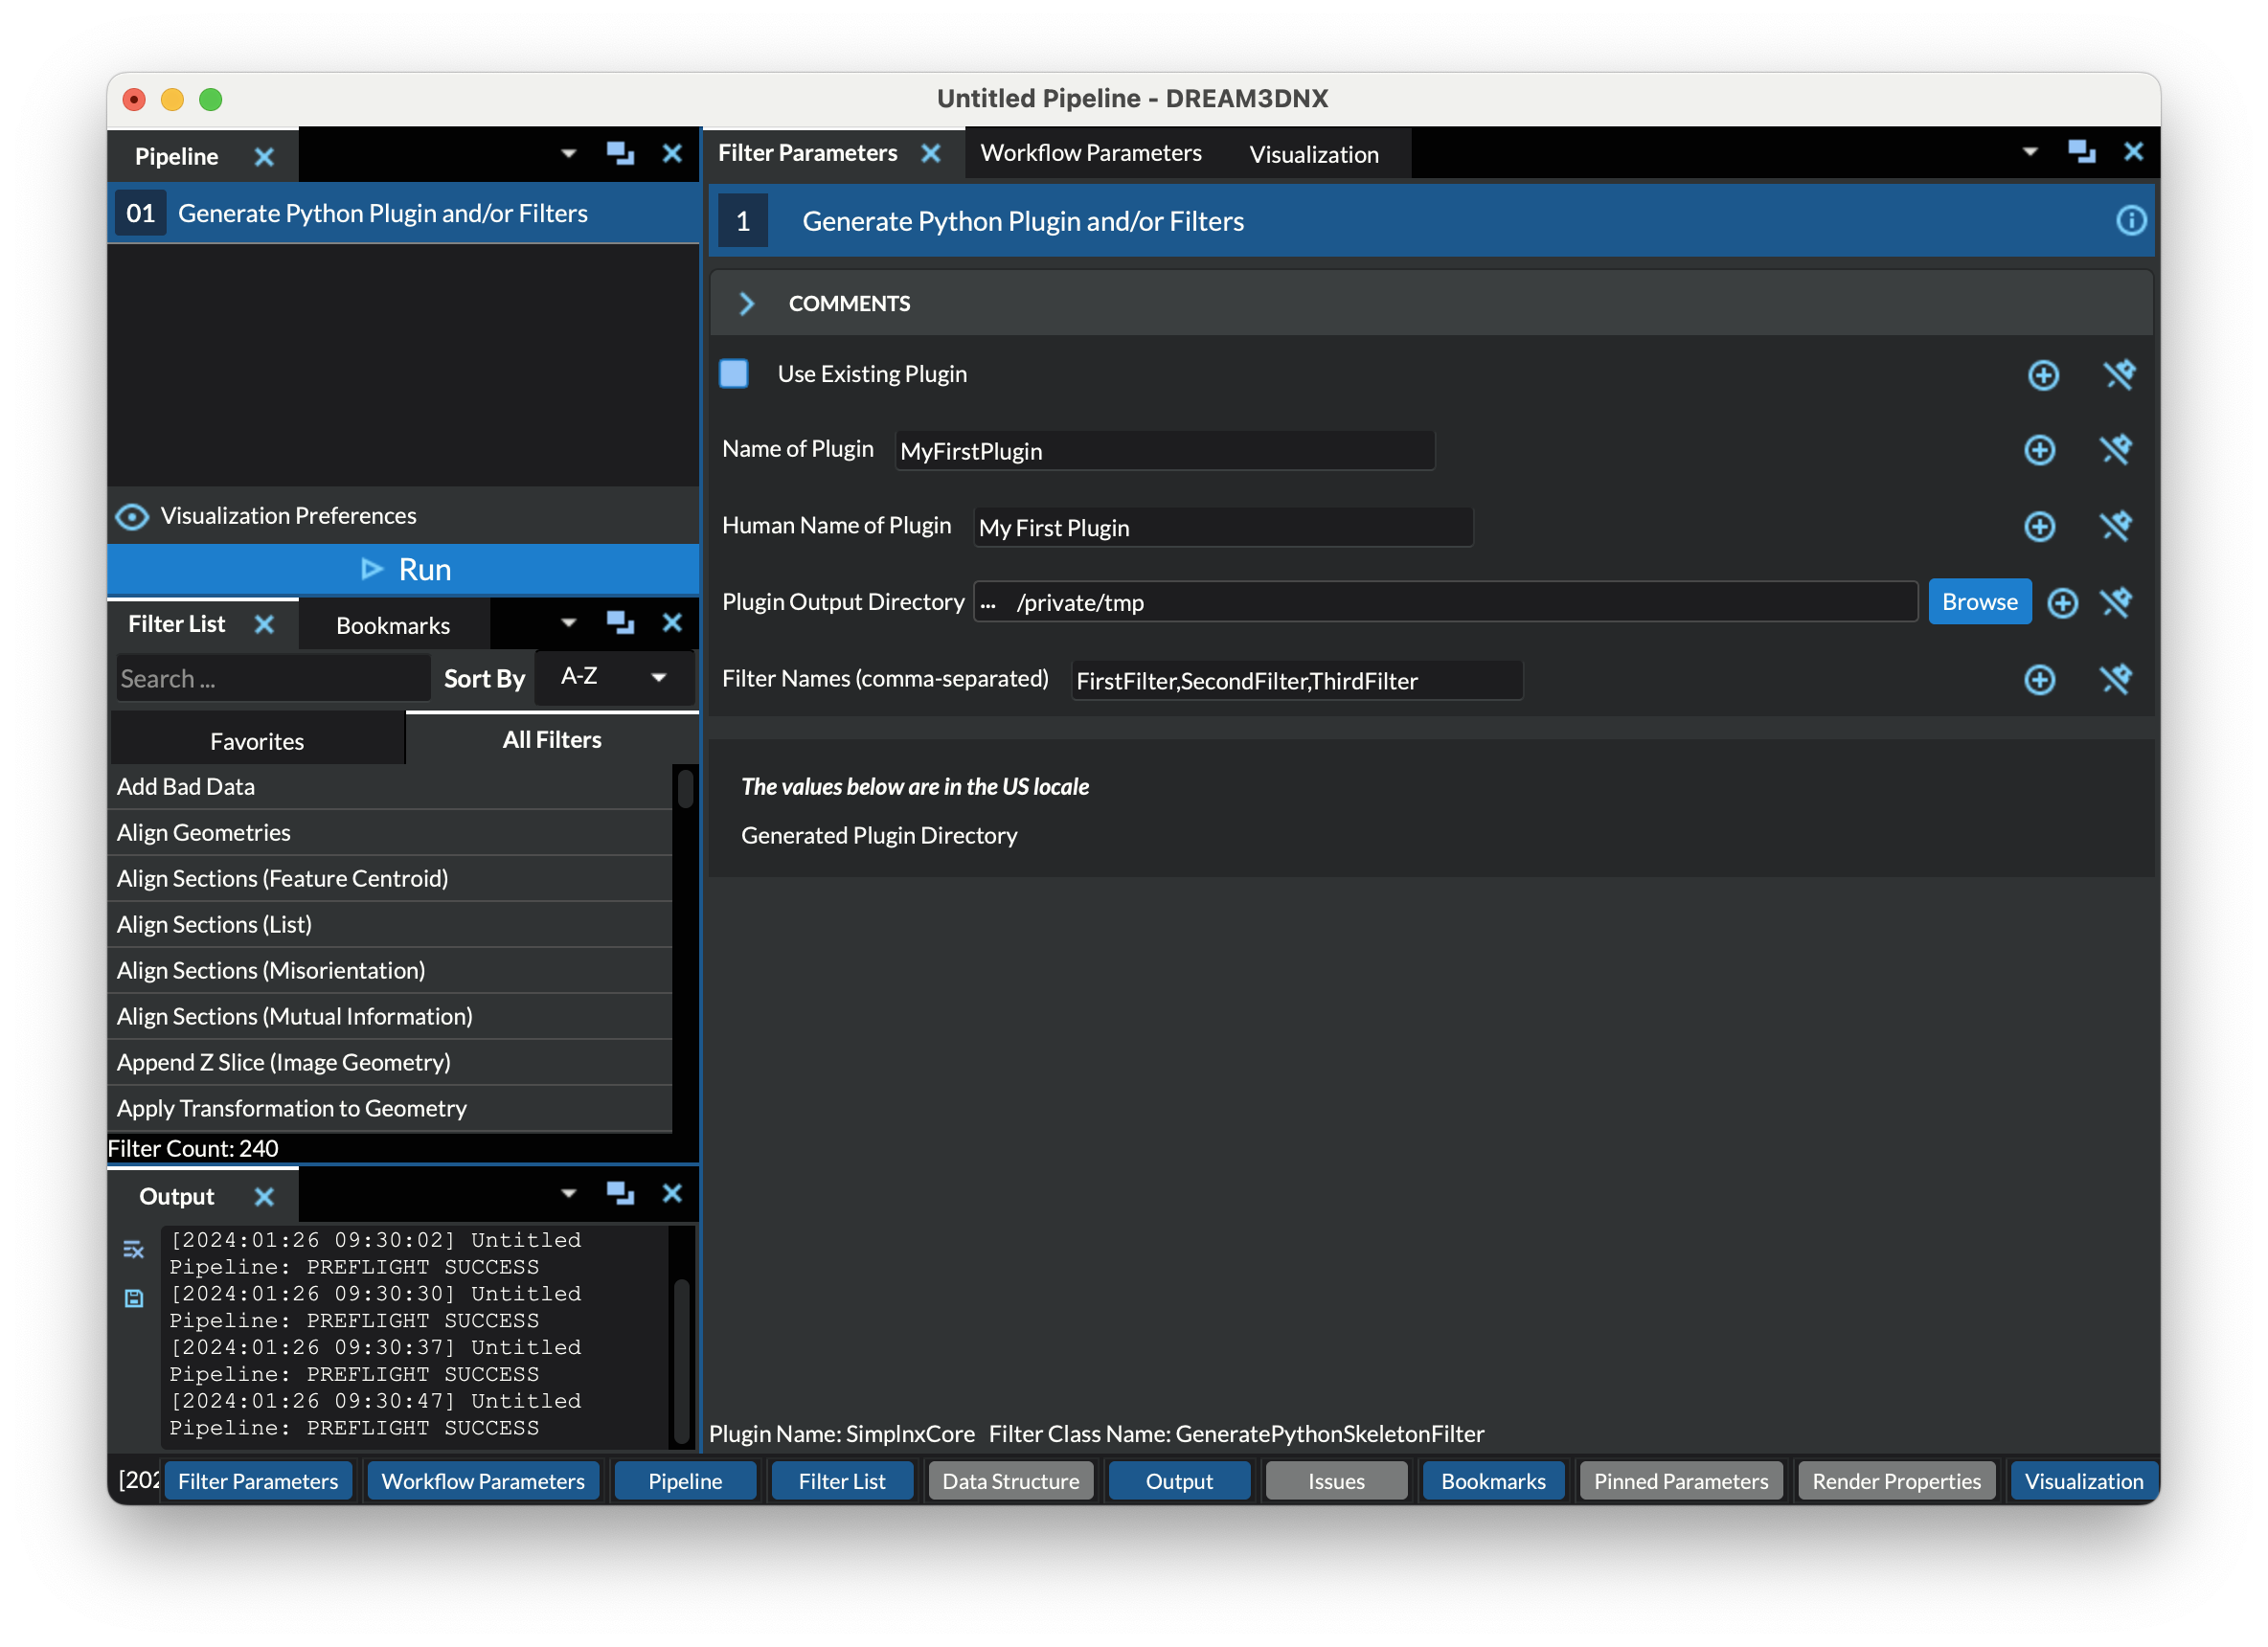 Untitled Pipeline - DREAM3DNX
Pipeline
01 Generate Python Plugin and/or Filters
Visualization Preferences
Run
Filter List
Bookmarks
Search ...
Sort By
A-Z
Favorites
All Filters
Add Bad Data
Align Geometries
Align Sections (Feature Centroid)
Align Sections (List)
Align Sections (Misorientation)
Align Sections (Mutual Information)
Append Z Slice (Image Geometry)
Apply Transformation to Geometry
Filter Count: 240
Output
[2024:01:26 09:30:02] Untitled
Pipeline: PREFLIGHT SUCCESS
[2024:01:26 09:30:30] Untitled
Pipeline: PREFLIGHT SUCCESS
[2024:01:26 09:30:37] Untitled
Pipeline: PREFLIGHT SUCCESS
[2024:01:26 09:30:47] Untitled
Pipeline: PREFLIGHT SUCCESS
Filter Parameters
Workflow Parameters
Visualization
1 Generate Python Plugin and/or Filters
COMMENTS
Use Existing Plugin
Name of Plugin MyFirstPlugin
Human Name of Plugin My First Plugin
Plugin Output Directory ... /private/tmp Browse
Filter Names (comma-separated) FirstFilter,SecondFilter,ThirdFilter
The values below are in the US locale
Generated Plugin Directory
Plugin Name: SimplnxCore Filter Class Name: GeneratePythonSkeletonFilter
[202 Filter Parameters Workflow Parameters Pipeline Filter List Data Structure Output Issues Bookmarks Pinned Parameters Render Properties Visualization